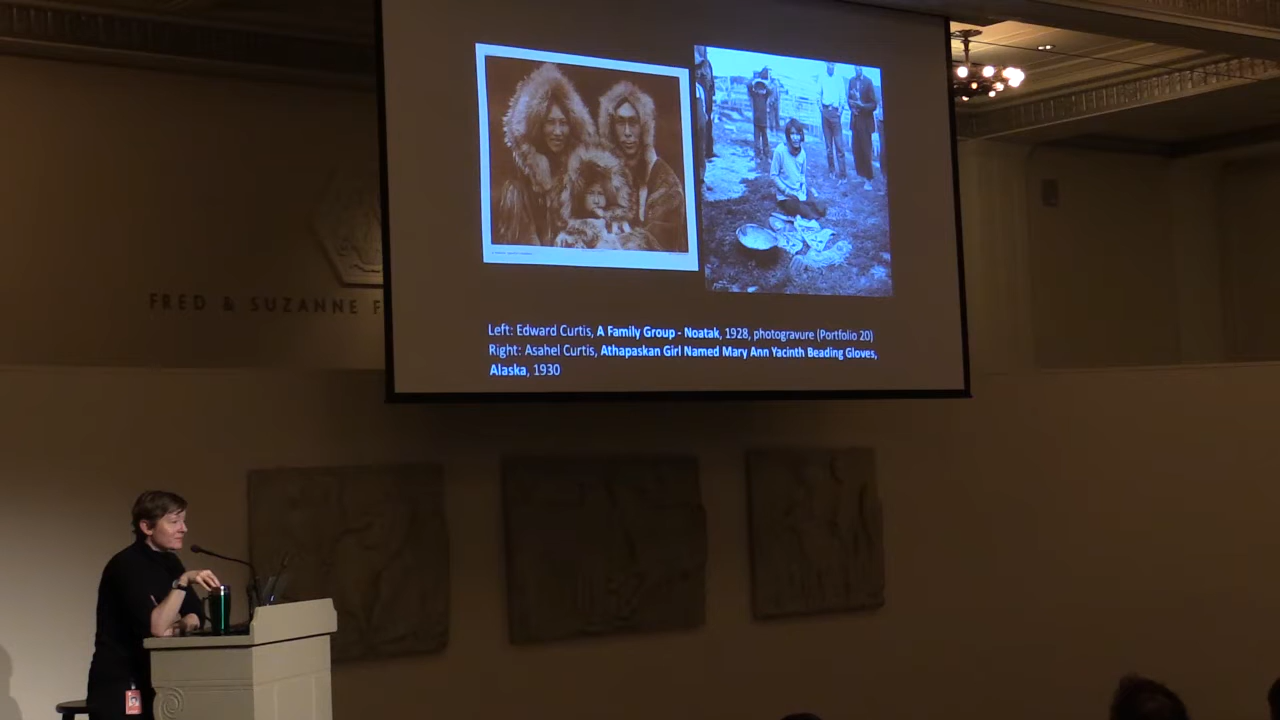 FRED & SUZANNE F
Left: Edward Curtis, A Family Group - Noatak, 1928, photogravure (Portfolio 20)
Right: Asahel Curtis, Athapaskan Girl Named Mary Ann Yacinth Beading Gloves,
Alaska, 1930